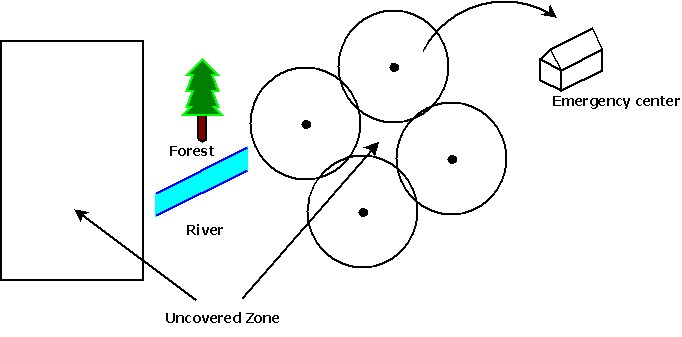 Emergency center
Forest
River
Uncovered Zone